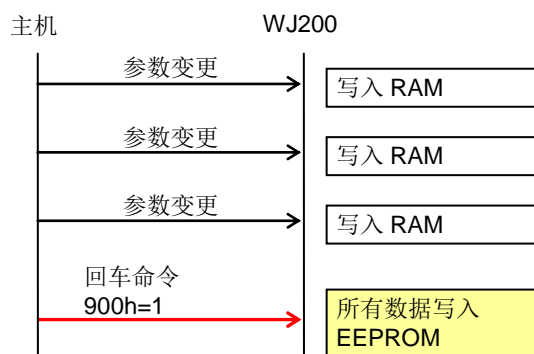 主机
WJ200
参数变更
写入 RAM
参数变更
写入 RAM
参数变更
写入 RAM
回车命令
900h=1
所有数据写入
EEPROM